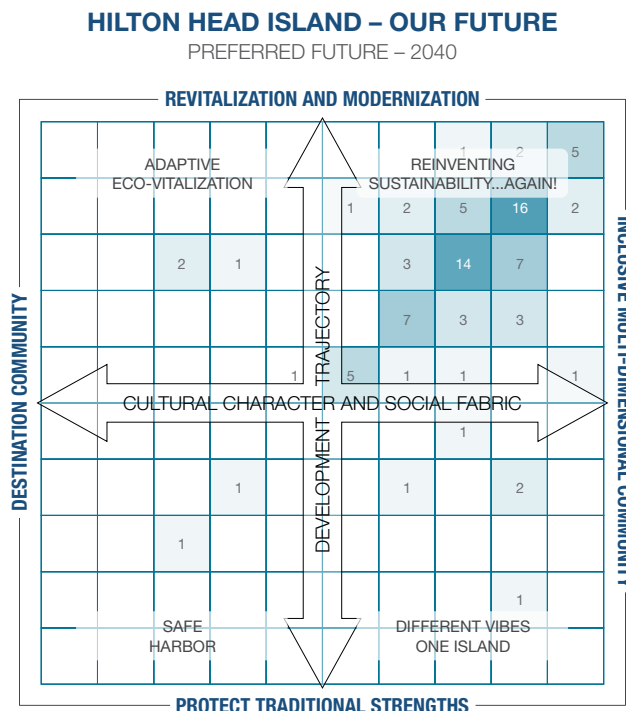 HILTON HEAD ISLAND – OUR FUTURE
PREFERRED FUTURE – 2040
REVITALIZATION AND MODERNIZATION
ADAPTIVE
ECO-VITALIZATION
REINVENTING
SUSTAINABILITY...AGAIN!
1 2 5
1 2 5 16 2
2 1 3 14 7
7 3 3
1 5 1 1 1
DESTINATION COMMUNITY
INCLUSIVE MULTI-DIMENSIONAL COMMUNITY
CULTURAL CHARACTER AND SOCIAL FABRIC
DEVELOPMENT TRAJECTORY
1
1 1 2
1
1
SAFE
HARBOR
DIFFERENT VIBES
ONE ISLAND
PROTECT TRADITIONAL STRENGTHS